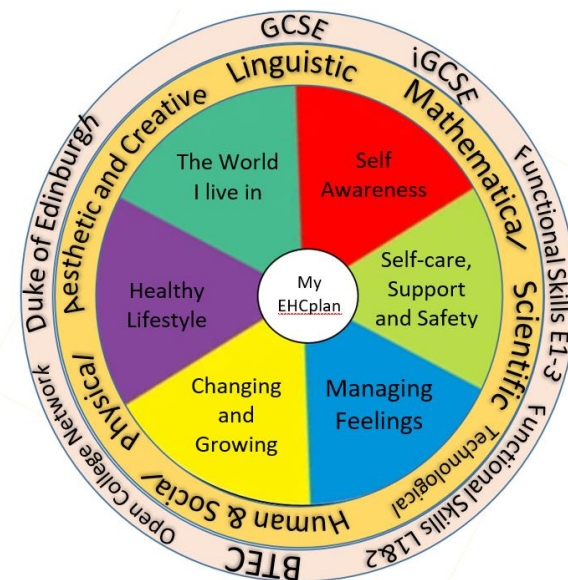 GCSE
iGCSE
Functional Skills E1-3
Functional Skills L1&2
BTEC
Open College Network
Duke of Edinburgh
Linguistic
Mathematical
Scientific
Technological
Human & Social
Physical
Aesthetic and Creative
The World
I live in
Self
Awareness
Self-care,
Support
and Safety
Managing
Feelings
Changing
and
Growing
Healthy
Lifestyle
My
EHCplan